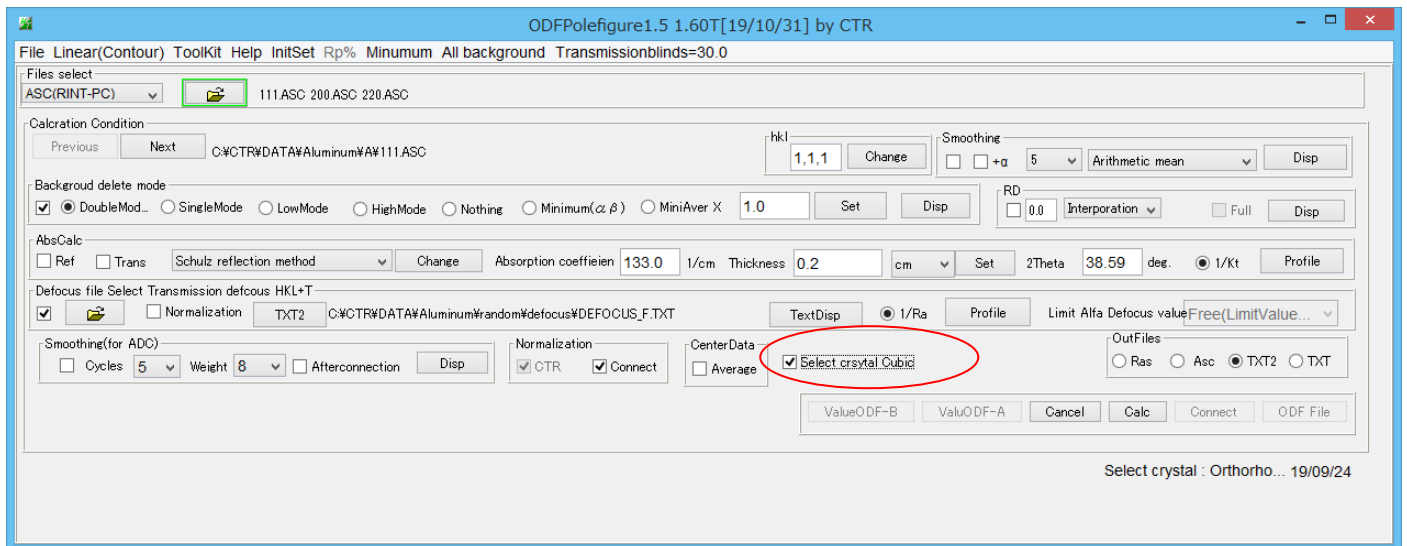 ODFPolefigure1.5 1.60T[19/10/31] by CTR
File Linear(Contour) ToolKit Help InitSet Rp% Minumum All background Transmissionblinds=30.0
Files select
ASC(RINT-PC) 111.ASC 200.ASC 220.ASC
Calcration Condition
Previous Next C:¥CTR¥DATA¥Aluminum¥A¥111.ASC
hkl
1,1,1 Change
Smoothing
+α 5 Arithmetic mean Disp
Backgroud delete mode
DoubleMod... SingleMode LowMode HighMode Nothing Minimum(αβ) MiniAver X 1.0 Set Disp
RD
0.0 Interporation Full Disp
AbsCalc
Ref Trans Schulz reflection method Change Absorption coeffieien 133.0 1/cm Thickness 0.2 cm Set 2Theta 38.59 deg. 1/Kt Profile
Defocus file Select Transmission defcous HKL+T
Normalization TXT2 C:¥CTR¥DATA¥Aluminum¥random¥defocus¥DEFOCUS_F.TXT TextDisp 1/Ra Profile Limit Alfa Defocus value Free(LimitValue...
Smoothing(for ADC)
Cycles 5 Weight 8 Afterconnection Disp
Normalization
CTR Connect
CenterData
Average
Select crsytal Cubic
OutFiles
Ras Asc TXT2 TXT
ValueODF-B ValuODF-A Cancel Calc Connect ODF File
Select crystal : Orthorho... 19/09/24